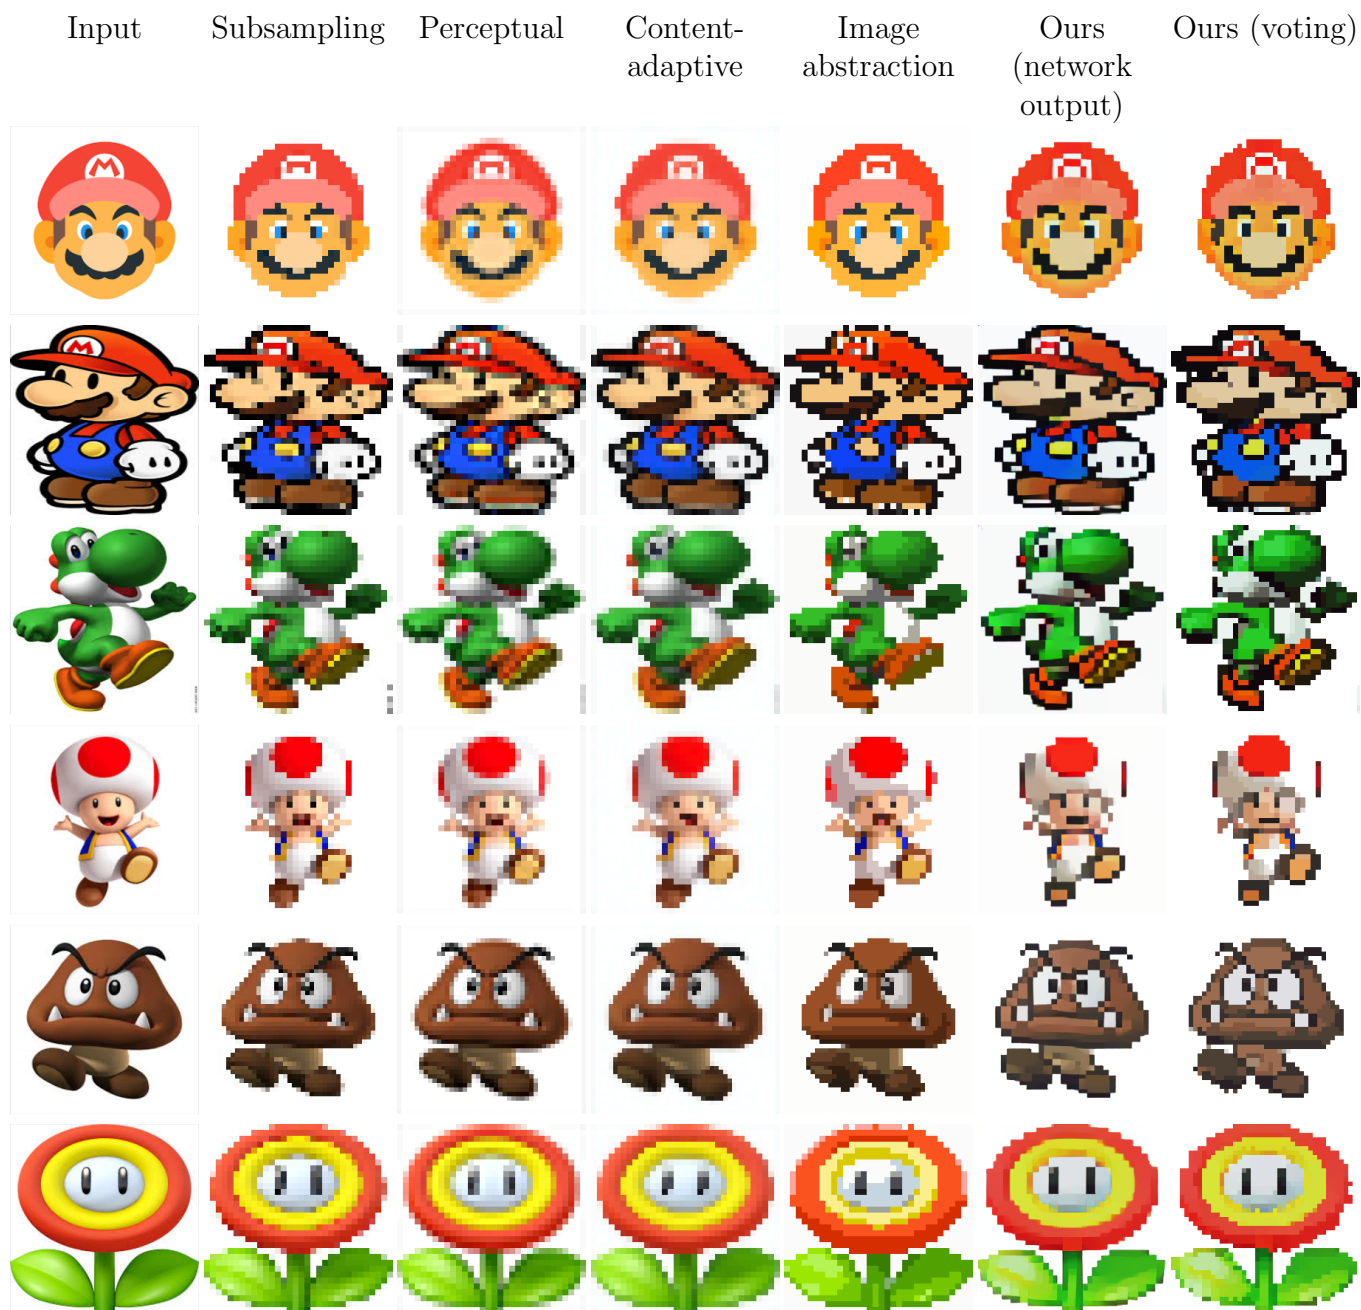 Input Subsampling Perceptual Content- Image Ours Ours (voting)
adaptive abstraction (network
output)
M
M